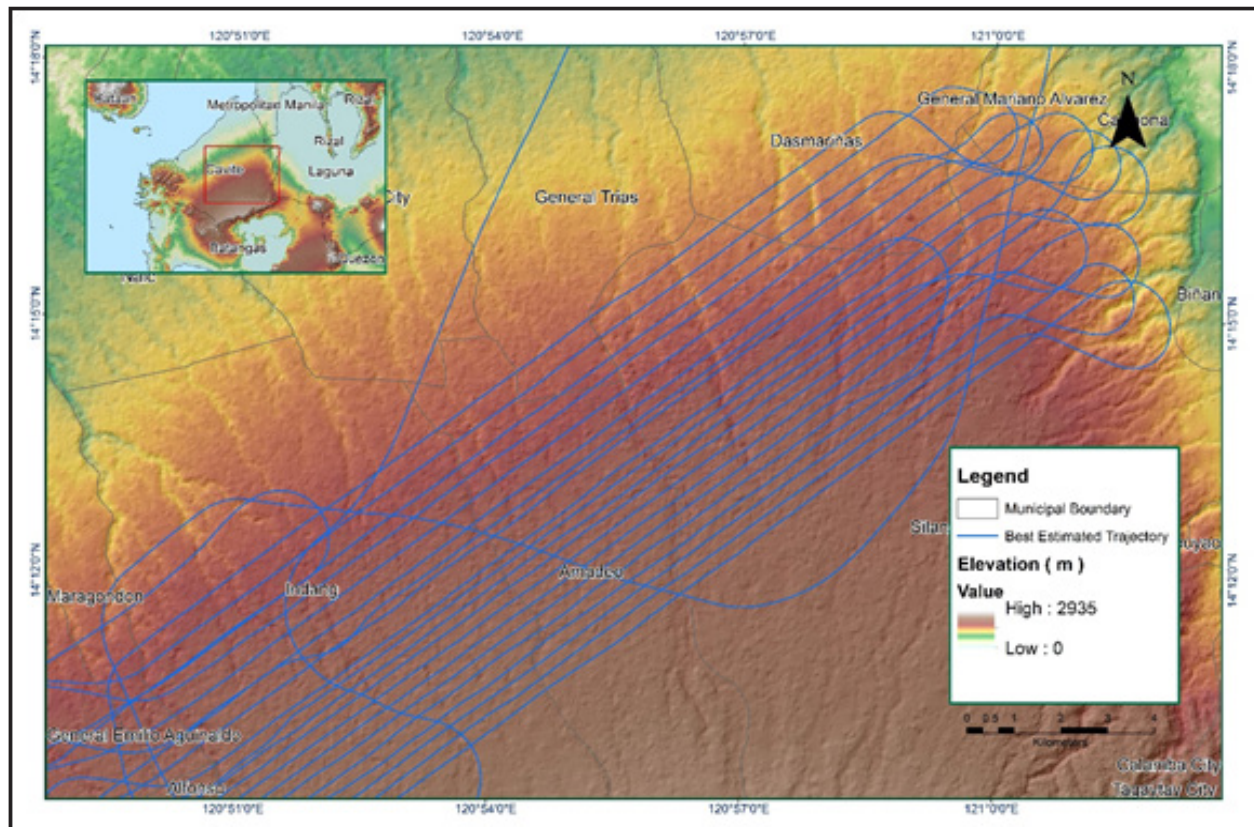 120°51'0"E 120°54'0"E 120°57'0"E 121°0'0"E
14°18'0"N 14°18'0"N
Bataan
Metropolitan Manila
Rizal
Rizal
Cavite
Laguna
Batangas
Quezon
City
General Trias
Dasmariñas
General Mariano Alvarez
N
Biñan
14°15'0"N 14°15'0"N
Legend
Municipal Boundary
Best Estimated Trajectory
Elevation ( m )
Value
High : 2935
Low : 0
14°12'0"N 14°12'0"N
Maragondon
Indang
Amadeo
General Emilio Aguinaldo
Alfonso
0 0.5 1 2 3 4
Kilometers
Calamba City
Tagaytay City
120°51'0"E 120°54'0"E 120°57'0"E 121°0'0"E